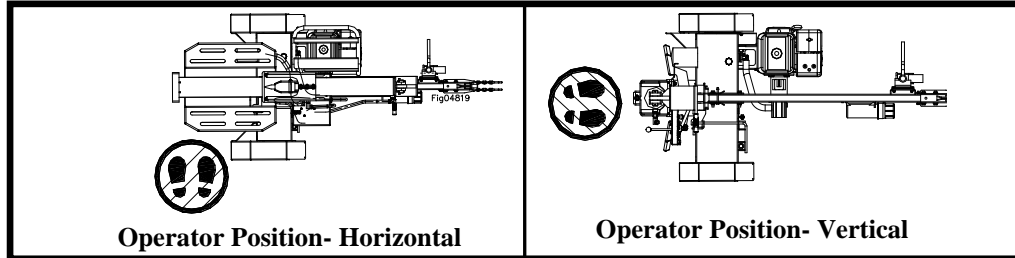 Fig04819
Operator Position- Horizontal
Operator Position- Vertical